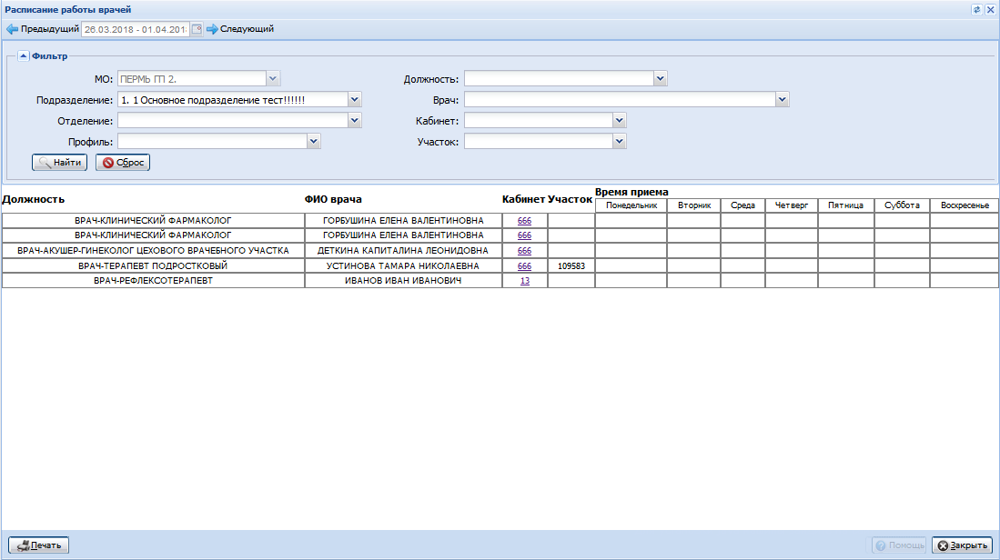 Расписание работы врачей
Предыдущий 26.03.2018 - 01.04.201 Следующий
Фильтр
МО: ПЕРМЬ ГП 2. Должность:
Подразделение: 1. 1 Основное подразделение тест!!!!!! Врач:
Отделение: Кабинет:
Профиль: Участок:
Найти Сброс
Должность ФИО врача Кабинет Участок Время приема
Понедельник Вторник Среда Четверг Пятница Суббота Воскресенье
ВРАЧ-КЛИНИЧЕСКИЙ ФАРМАКОЛОГ ГОРБУШИНА ЕЛЕНА ВАЛЕНТИНОВНА 666
ВРАЧ-КЛИНИЧЕСКИЙ ФАРМАКОЛОГ ГОРБУШИНА ЕЛЕНА ВАЛЕНТИНОВНА 666
ВРАЧ-АКУШЕР-ГИНЕКОЛОГ ЦЕХОВОГО ВРАЧЕБНОГО УЧАСТКА ДЕТКИНА КАПИТАЛИНА ЛЕОНИДОВНА 666
ВРАЧ-ТЕРАПЕВТ ПОДРОСТКОВЫЙ УСТИНОВА ТАМАРА НИКОЛАЕВНА 666 109583
ВРАЧ-РЕФЛЕКСОТЕРАПЕВТ ИВАНОВ ИВАН ИВАНОВИЧ 13
Печать Помощь Закрыть